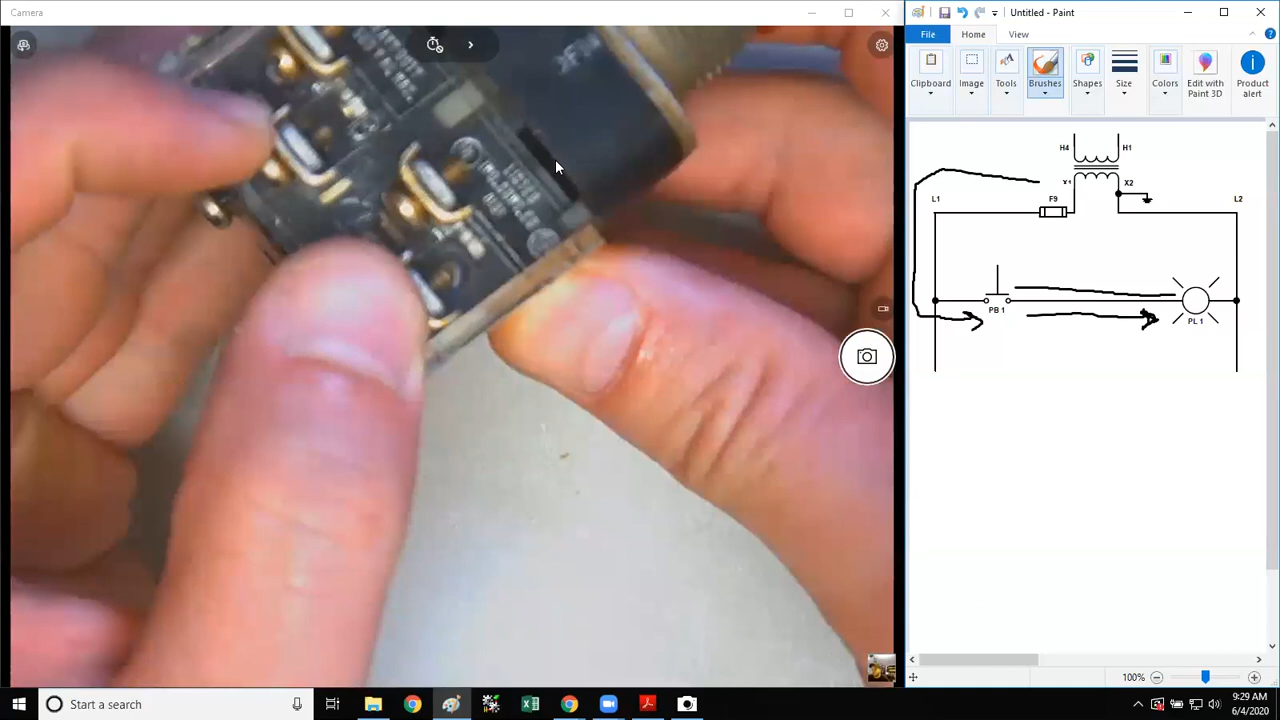 Camera
Untitled - Paint
File
Home
View
Clipboard
Image
Tools
Brushes
Shapes
Size
Colors
Edit with
Paint 3D
Product
alert
H4
H1
X1
X2
L1
F9
L2
PB 1
PL 1
100%
Start a search
9:29 AM
6/4/2020